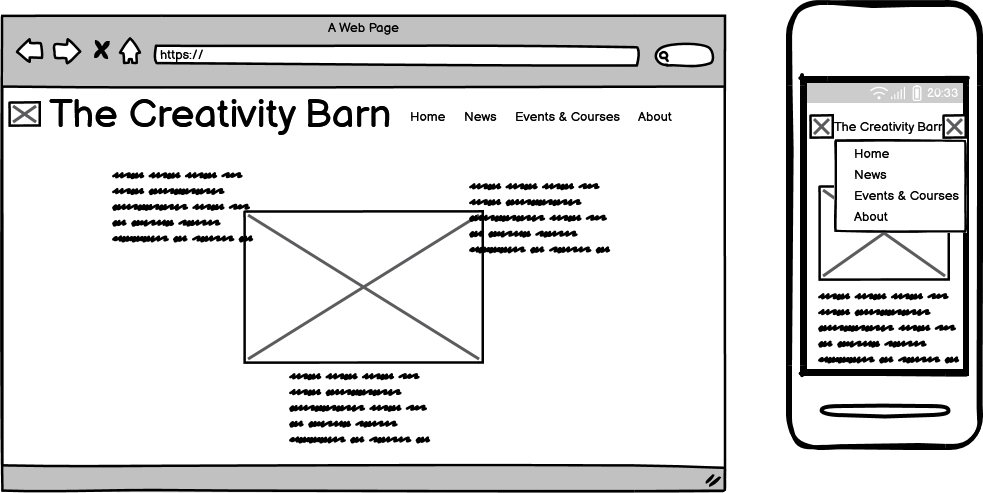 A Web Page
https://
The Creativity Barn Home News Events & Courses About
20:33
The Creativity Barn
Home
News
Events & Courses
About